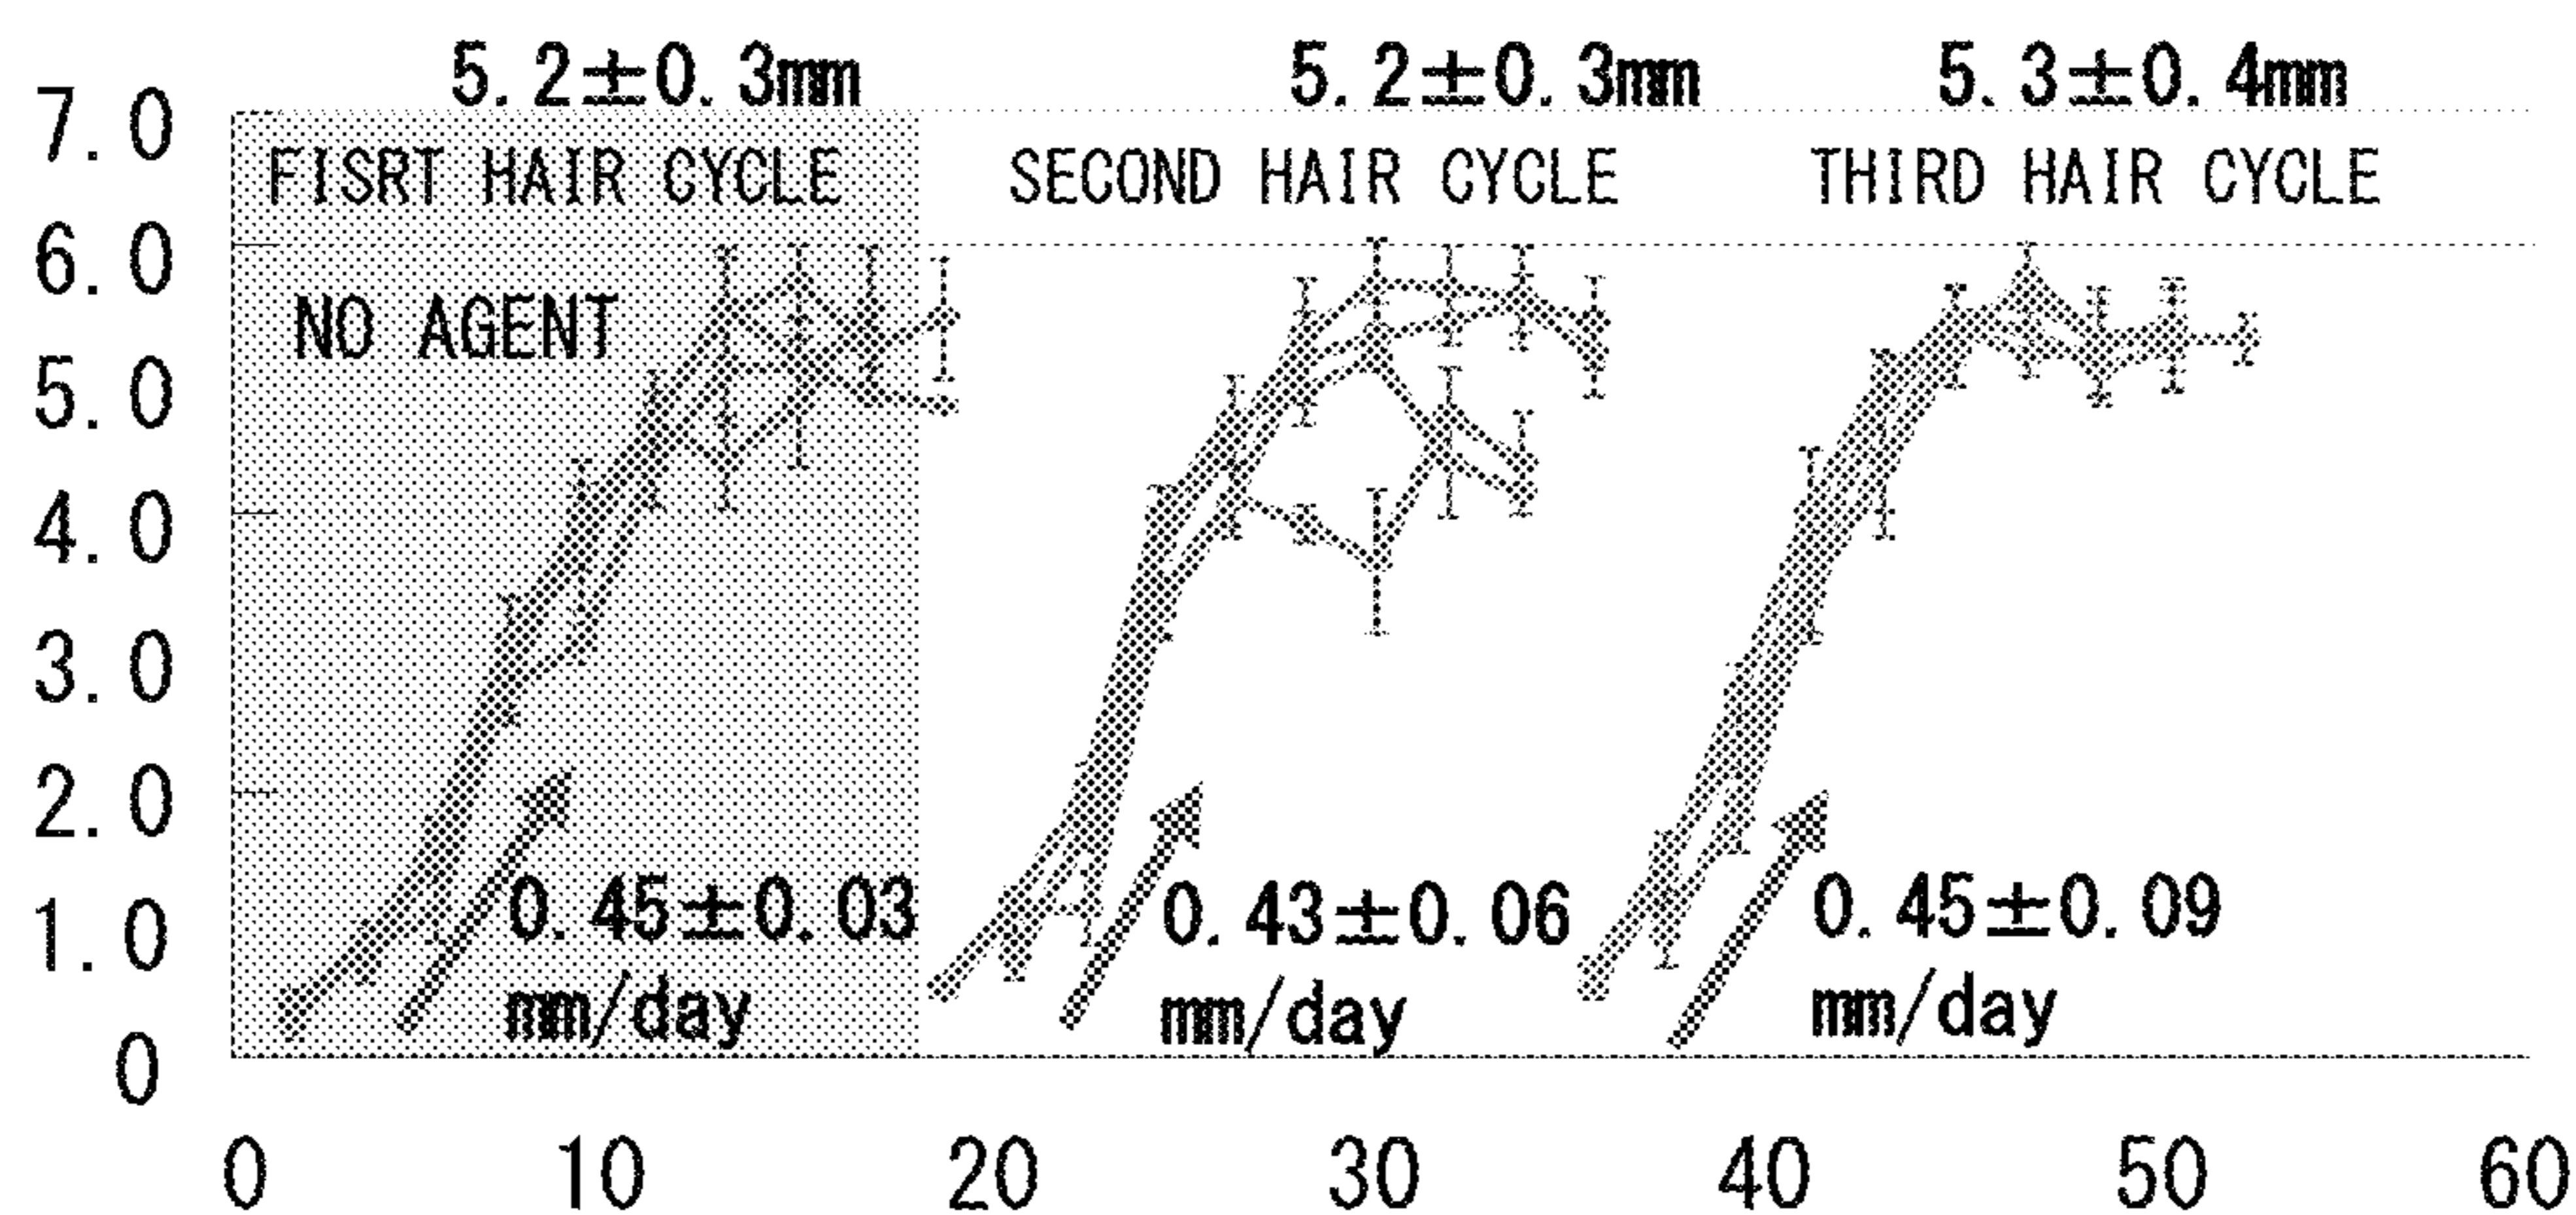 5.2±0.3mm 5.2±0.3mm 5.3±0.4mm
7.0
FISRT HAIR CYCLE SECOND HAIR CYCLE THIRD HAIR CYCLE
6.0
NO AGENT
5.0
4.0
3.0
2.0
1.0
0.45±0.03 0.43±0.06 0.45±0.09
mm/day mm/day mm/day
0
0 10 20 30 40 50 60